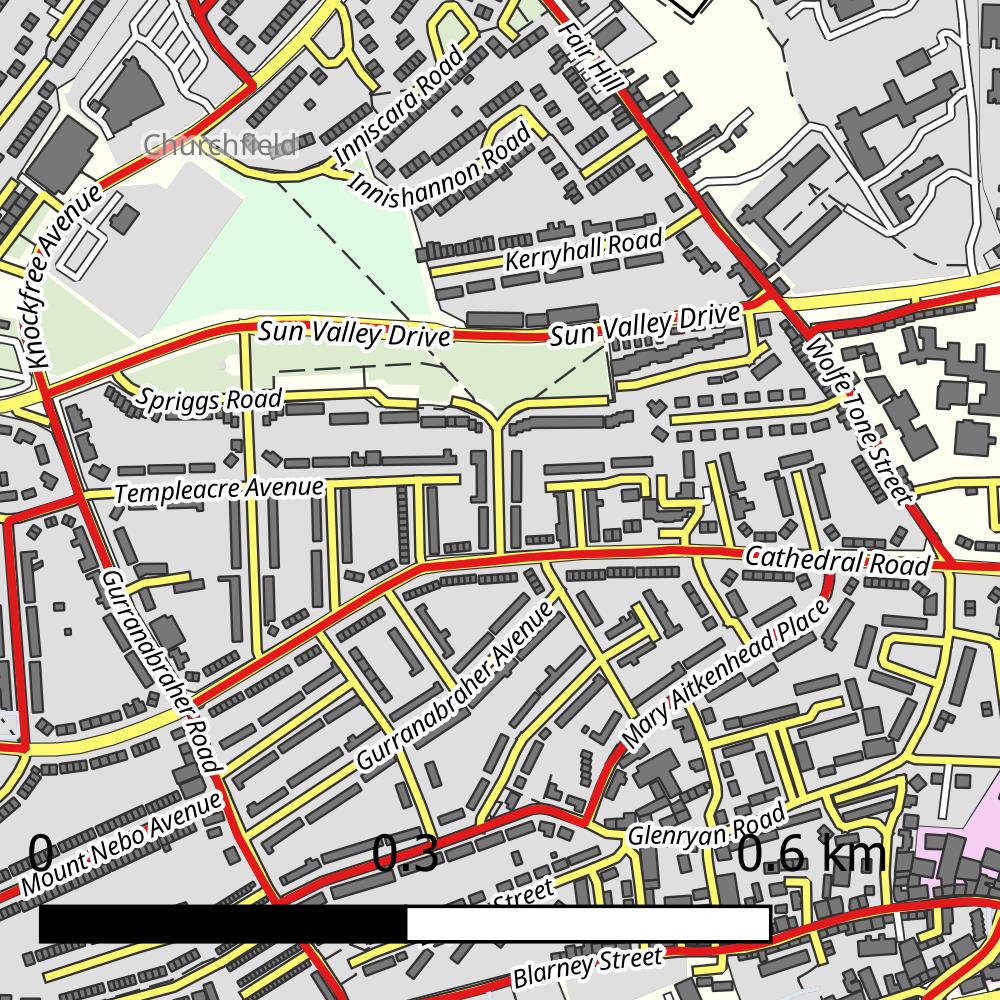 Fair Hill
Inniscara Road
Churchfield
Innishannon Road
Knockfree Avenue
Kerryhall Road
Sun Valley Drive
Sun Valley Drive
Wolfe Tone Street
Spriggs Road
Templeacre Avenue
Cathedral Road
Gurranabraher Road
Gurranabraher Avenue
Mary Aitkenhead Place
Mount Nebo Avenue
Glenryan Road
0 0.3 0.6 km
Street
Blarney Street